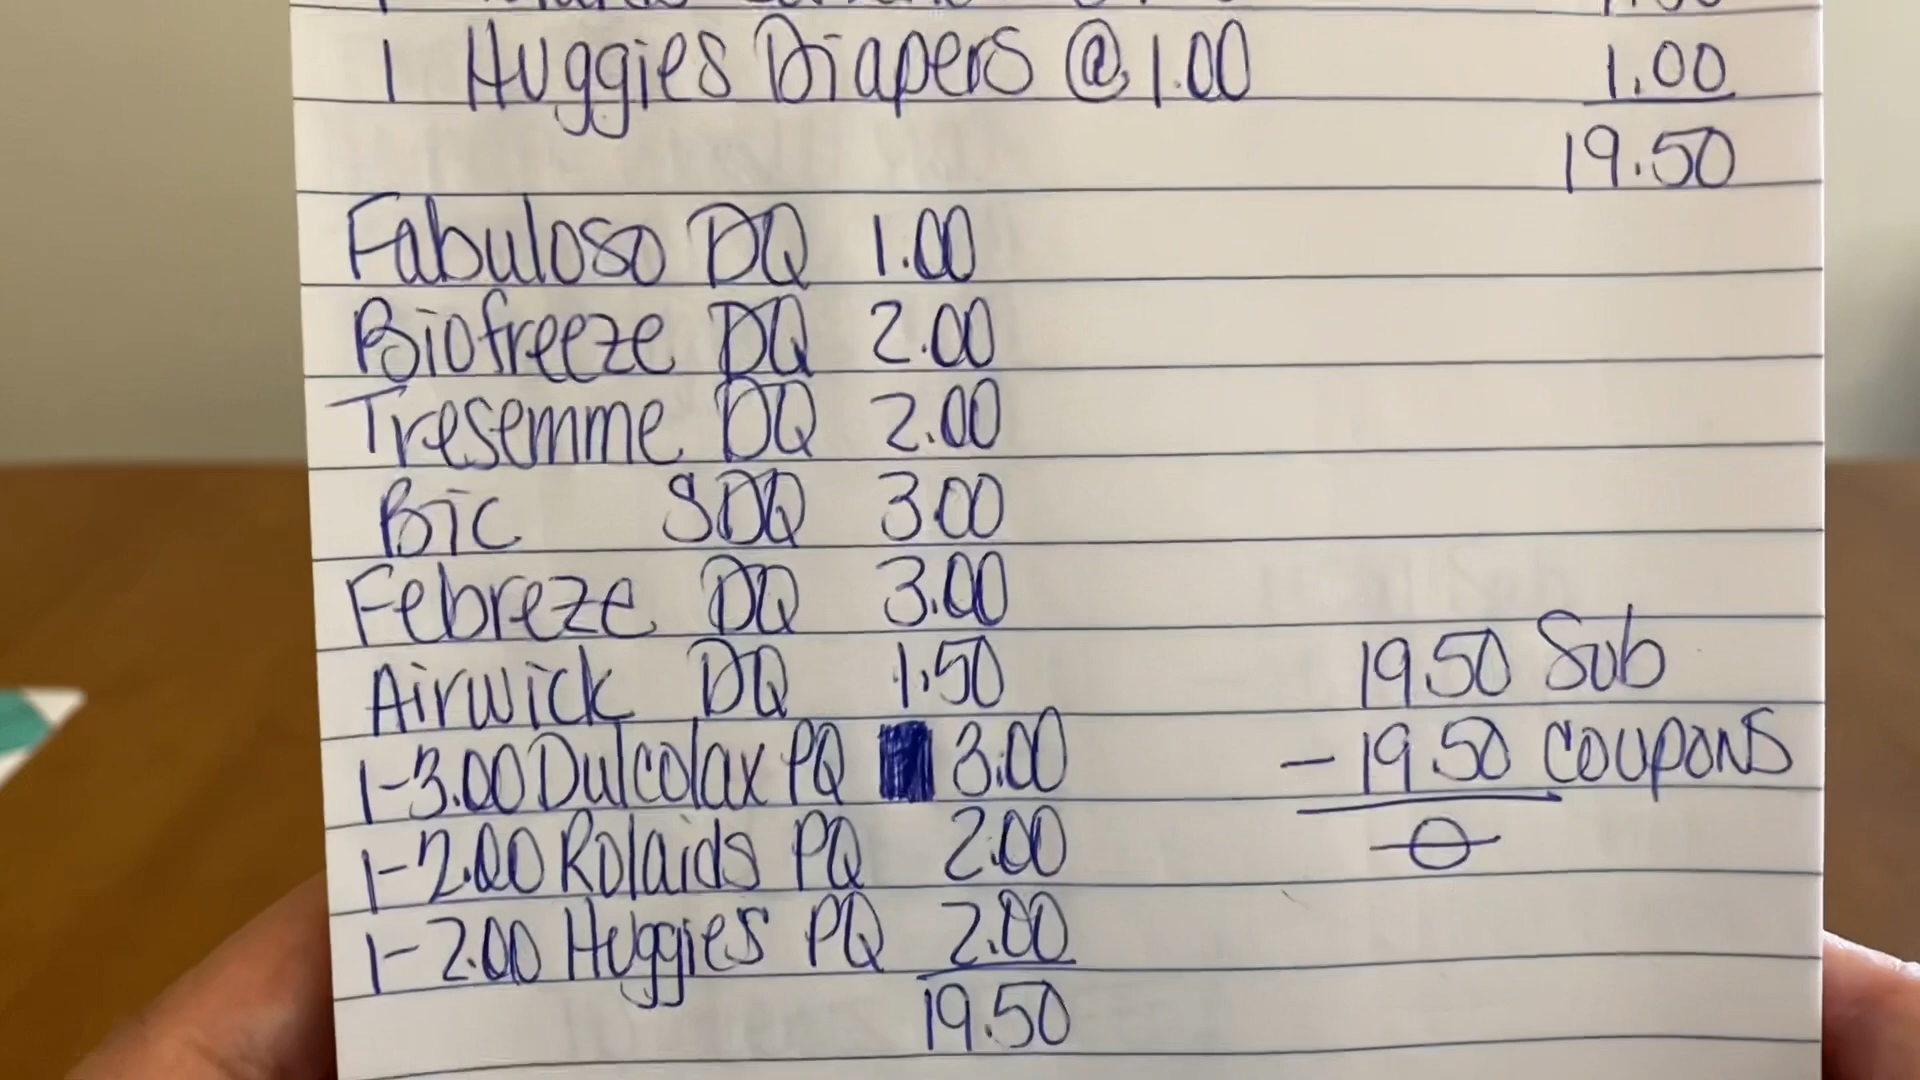 1 Huggies Diapers @ 1.00 1.00
19.50
Fabuloso DQ 1.00
Biofreeze DQ 2.00
Tresemme DQ 2.00
Bic SDQ 3.00
Febreze DQ 3.00
Airwick DQ 1.50
19.50 Sub
1-3.00 Dulcolax PQ 3.00
- 19.50 COUPONS
1-2.00 Rolaids PQ 2.00
0
1-2.00 Huggies PQ 2.00
19.50